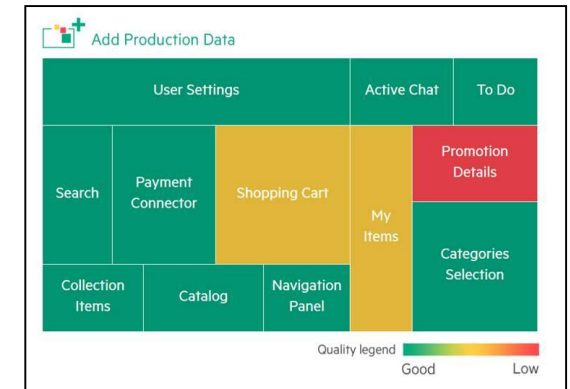 Add Production Data
User Settings
Active Chat
To Do
Search
Payment
Connector
Shopping Cart
My
Items
Promotion
Details
Categories
Selection
Collection
Items
Catalog
Navigation
Panel
Quality legend
Good
Low